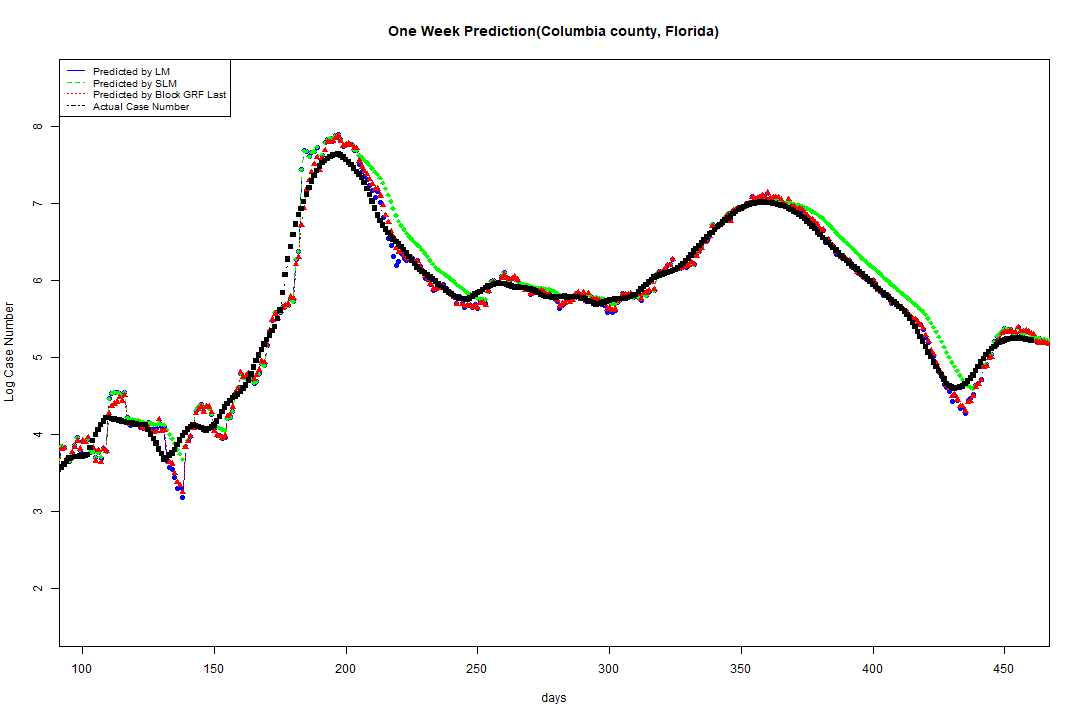 One Week Prediction(Columbia county, Florida)
Predicted by LM
Predicted by SLM
Predicted by Block GRF Last
Actual Case Number
8
7
6
5
4
3
2
Log Case Number
100 150 200 250 300 350 400 450
days